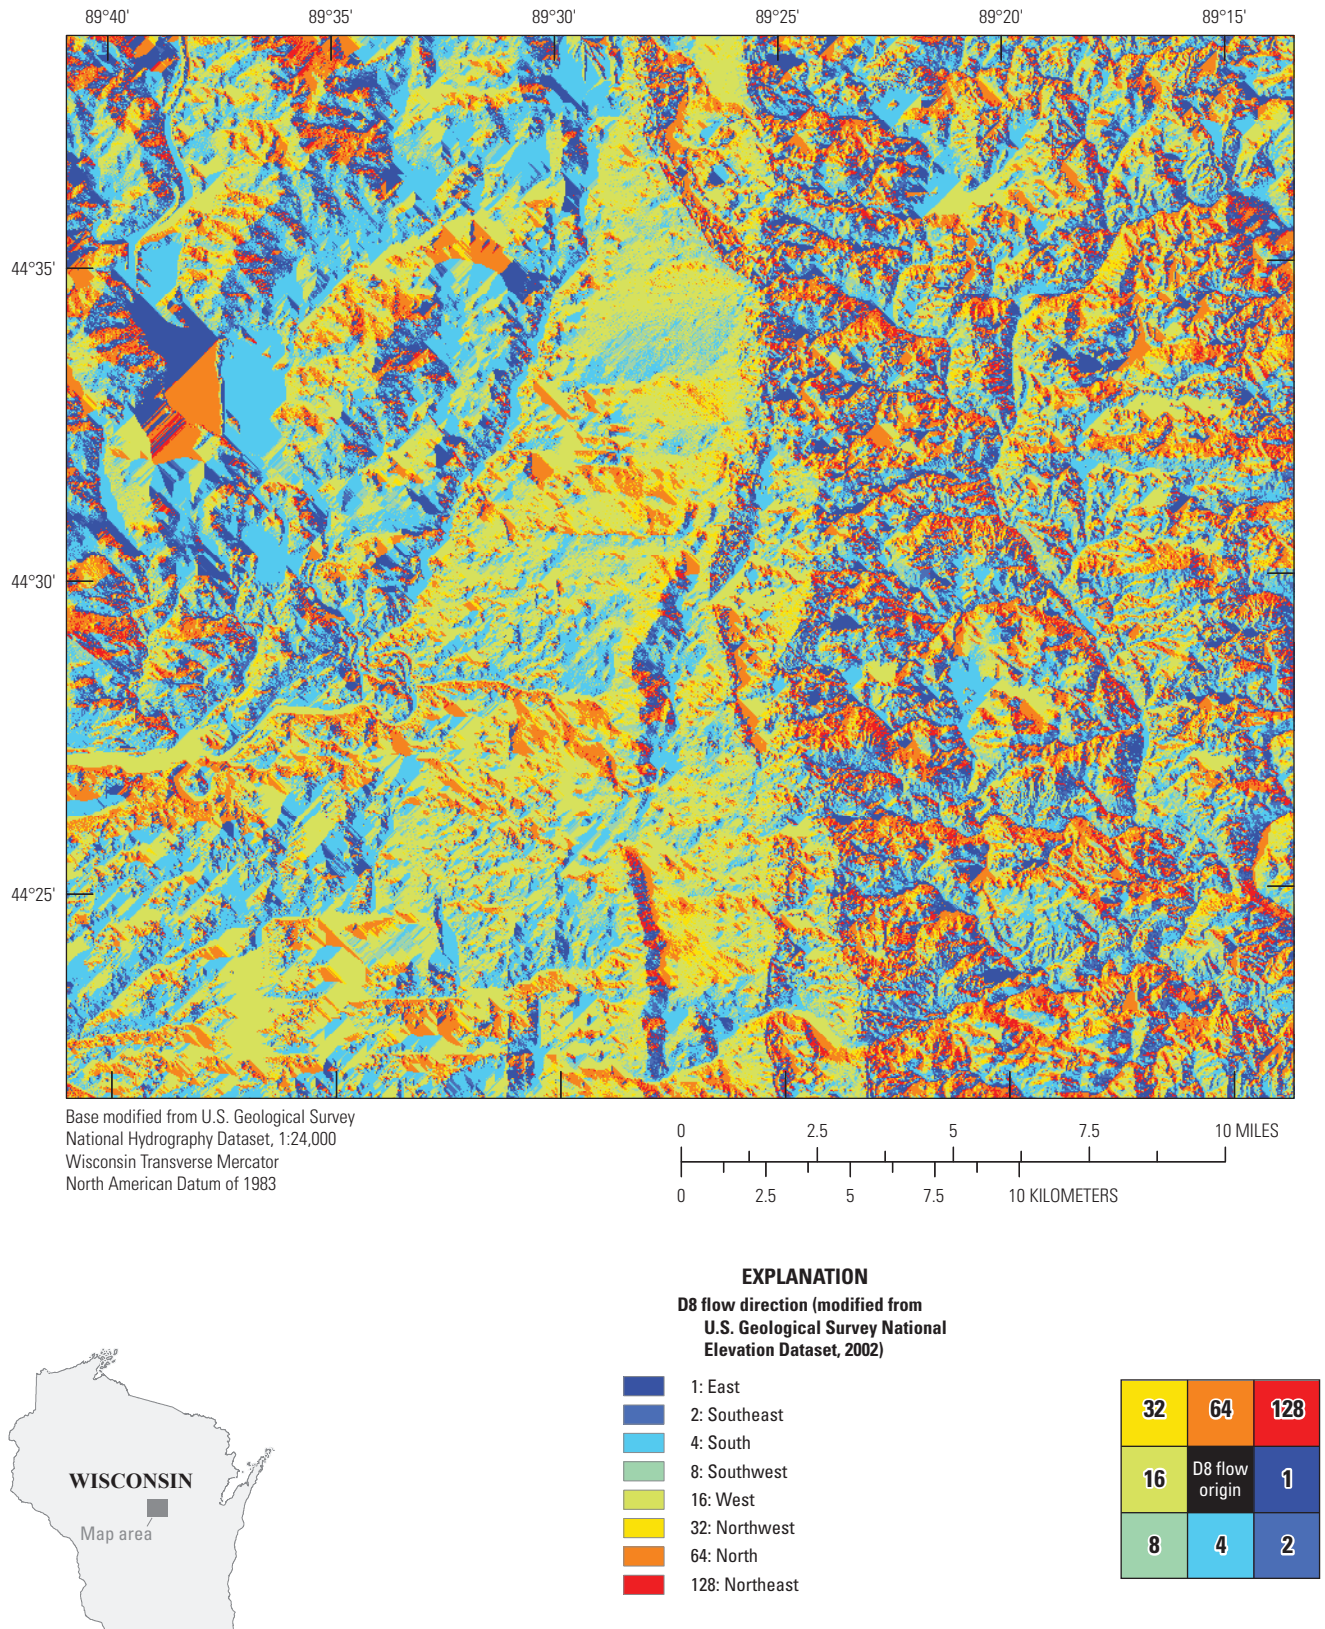 89°40'
89°35'
89°30'
89°25'
89°20'
89°15'
44°35'
44°30'
44°25'
Base modified from U.S. Geological Survey
National Hydrography Dataset, 1:24,000
Wisconsin Transverse Mercator
North American Datum of 1983
0 2.5 5 7.5 10 MILES
0 2.5 5 7.5 10 KILOMETERS
EXPLANATION
D8 flow direction (modified from
U.S. Geological Survey National
Elevation Dataset, 2002)
1: East
2: Southeast
4: South
8: Southwest
16: West
32: Northwest
64: North
128: Northeast
32 64 128
16 D8 flow origin 1
8 4 2
WISCONSIN
Map area